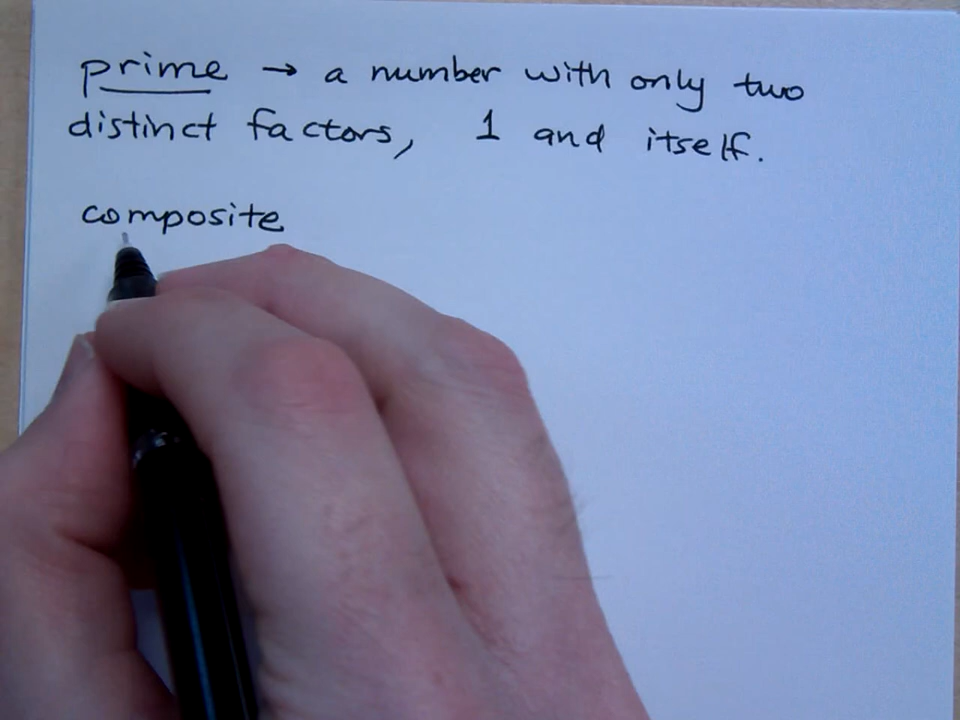 prime → a number with only two
distinct factors, 1 and itself.
composite